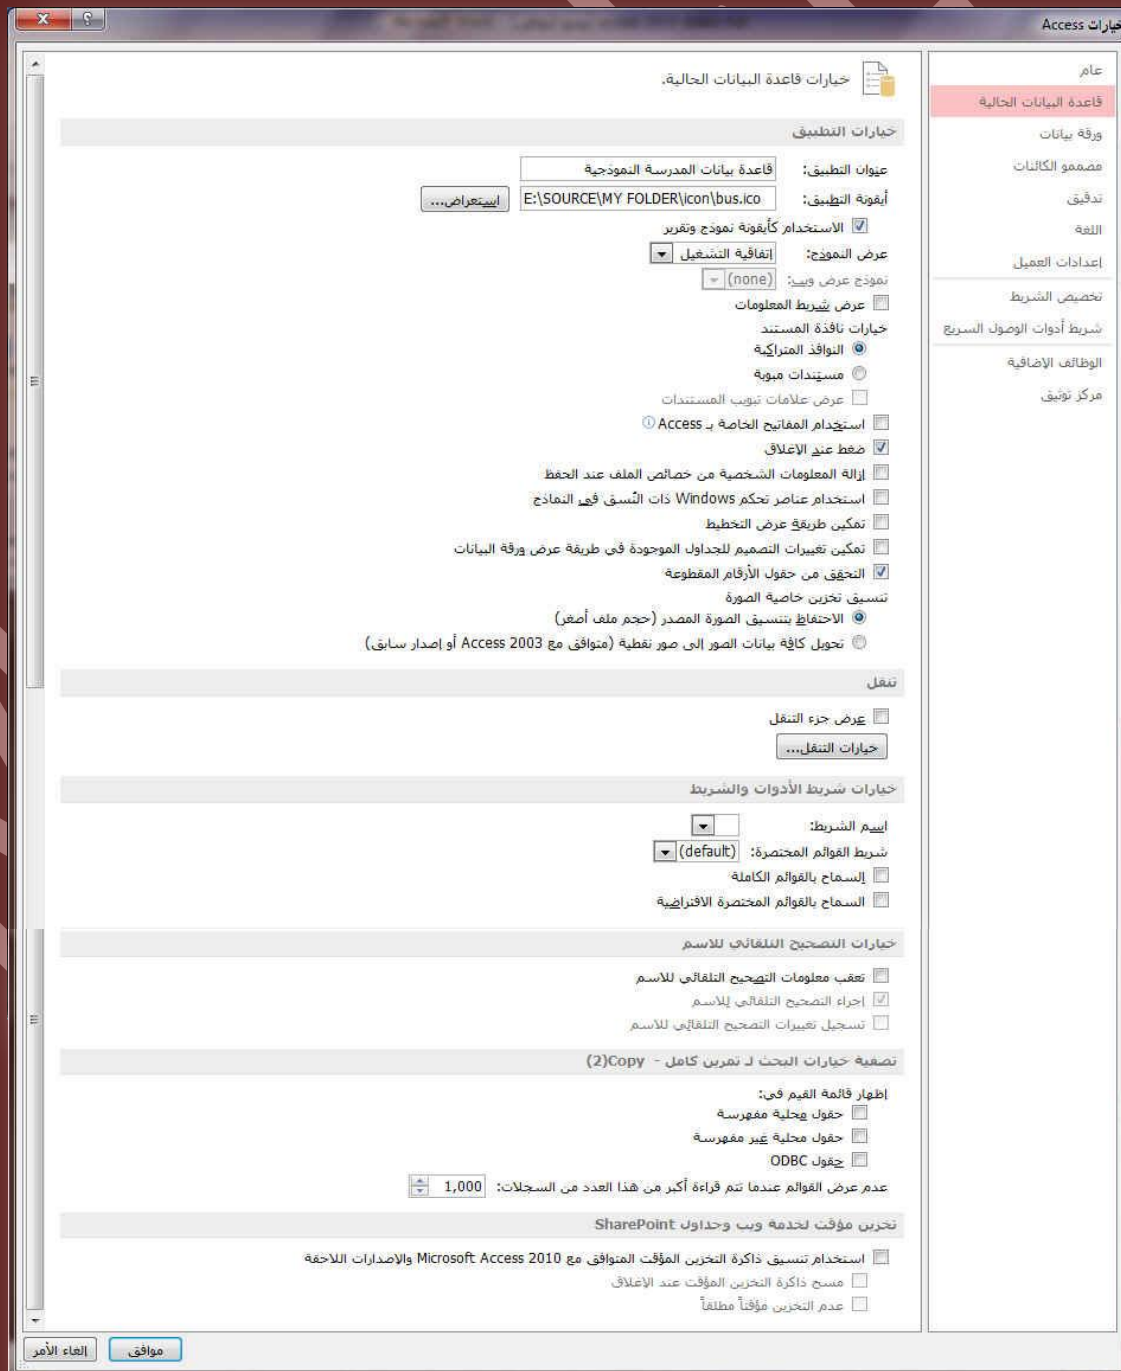 خيارات Access
عام
قاعدة البيانات الحالية
ورقة بيانات
مصممو الكائنات
تدقيق
اللغة
إعدادات العميل
تخصيص الشريط
شريط أدوات الوصول السريع
الوظائف الإضافية
مركز توثيق
خيارات قاعدة البيانات الحالية.
خيارات التطبيق
عنوان التطبيق: قاعدة بيانات المدرسة النموذجية
أيقونة التطبيق: E:\SOURCE\MY FOLDER\icon\bus.ico استعراض...
الاستخدام كأيقونة نموذج وتقرير
عرض النموذج: إتفاقية التشغيل
نموذج عرض ويب: (none)
عرض شريط المعلومات
خيارات نافذة المستند
النوافذ المتراكبة
مستندات مبوبة
عرض علامات تبويب المستندات
استخدام المفاتيح الخاصة بـ Access
ضغط عند الإغلاق
إزالة المعلومات الشخصية من خصائص الملف عند الحفظ
استخدام عناصر تحكم Windows ذات النُسق في النماذج
تمكين طريقة عرض التخطيط
تمكين تغييرات التصميم للجداول الموجودة في طريقة عرض ورقة البيانات
التحقق من حقول الأرقام المقطوعة
تنسيق تخزين خاصية الصورة
الاحتفاظ بتنسيق الصورة المصدر (حجم ملف أصغر)
تحويل كافة بيانات الصور إلى صور نقطية (متوافق مع Access 2003 أو إصدار سابق)
تنقل
عرض جزء التنقل
خيارات التنقل...
خيارات شريط الأدوات والشريط
اسم الشريط:
شريط القوائم المختصرة: (default)
السماح بالقوائم الكاملة
السماح بالقوائم المختصرة الافتراضية
خيارات التصحيح التلقائي للاسم
تعقب معلومات التصحيح التلقائي للاسم
إجراء التصحيح التلقائي للاسم
تسجيل تغييرات التصحيح التلقائي للاسم
تصفية خيارات البحث لـ تمرين كامل - Copy(2)
إظهار قائمة القيم في:
حقول محلية مفهرسة
حقول محلية غير مفهرسة
حقول ODBC
عدم عرض القوائم عندما تتم قراءة أكبر من هذا العدد من السجلات: 1,000
تخزين مؤقت لخدمة ويب وجداول SharePoint
استخدام تنسيق ذاكرة التخزين المؤقت المتوافق مع Microsoft Access 2010 والإصدارات اللاحقة
مسح ذاكرة التخزين المؤقت عند الإغلاق
عدم التخزين مؤقتاً مطلقاً
موافق
إلغاء الأمر